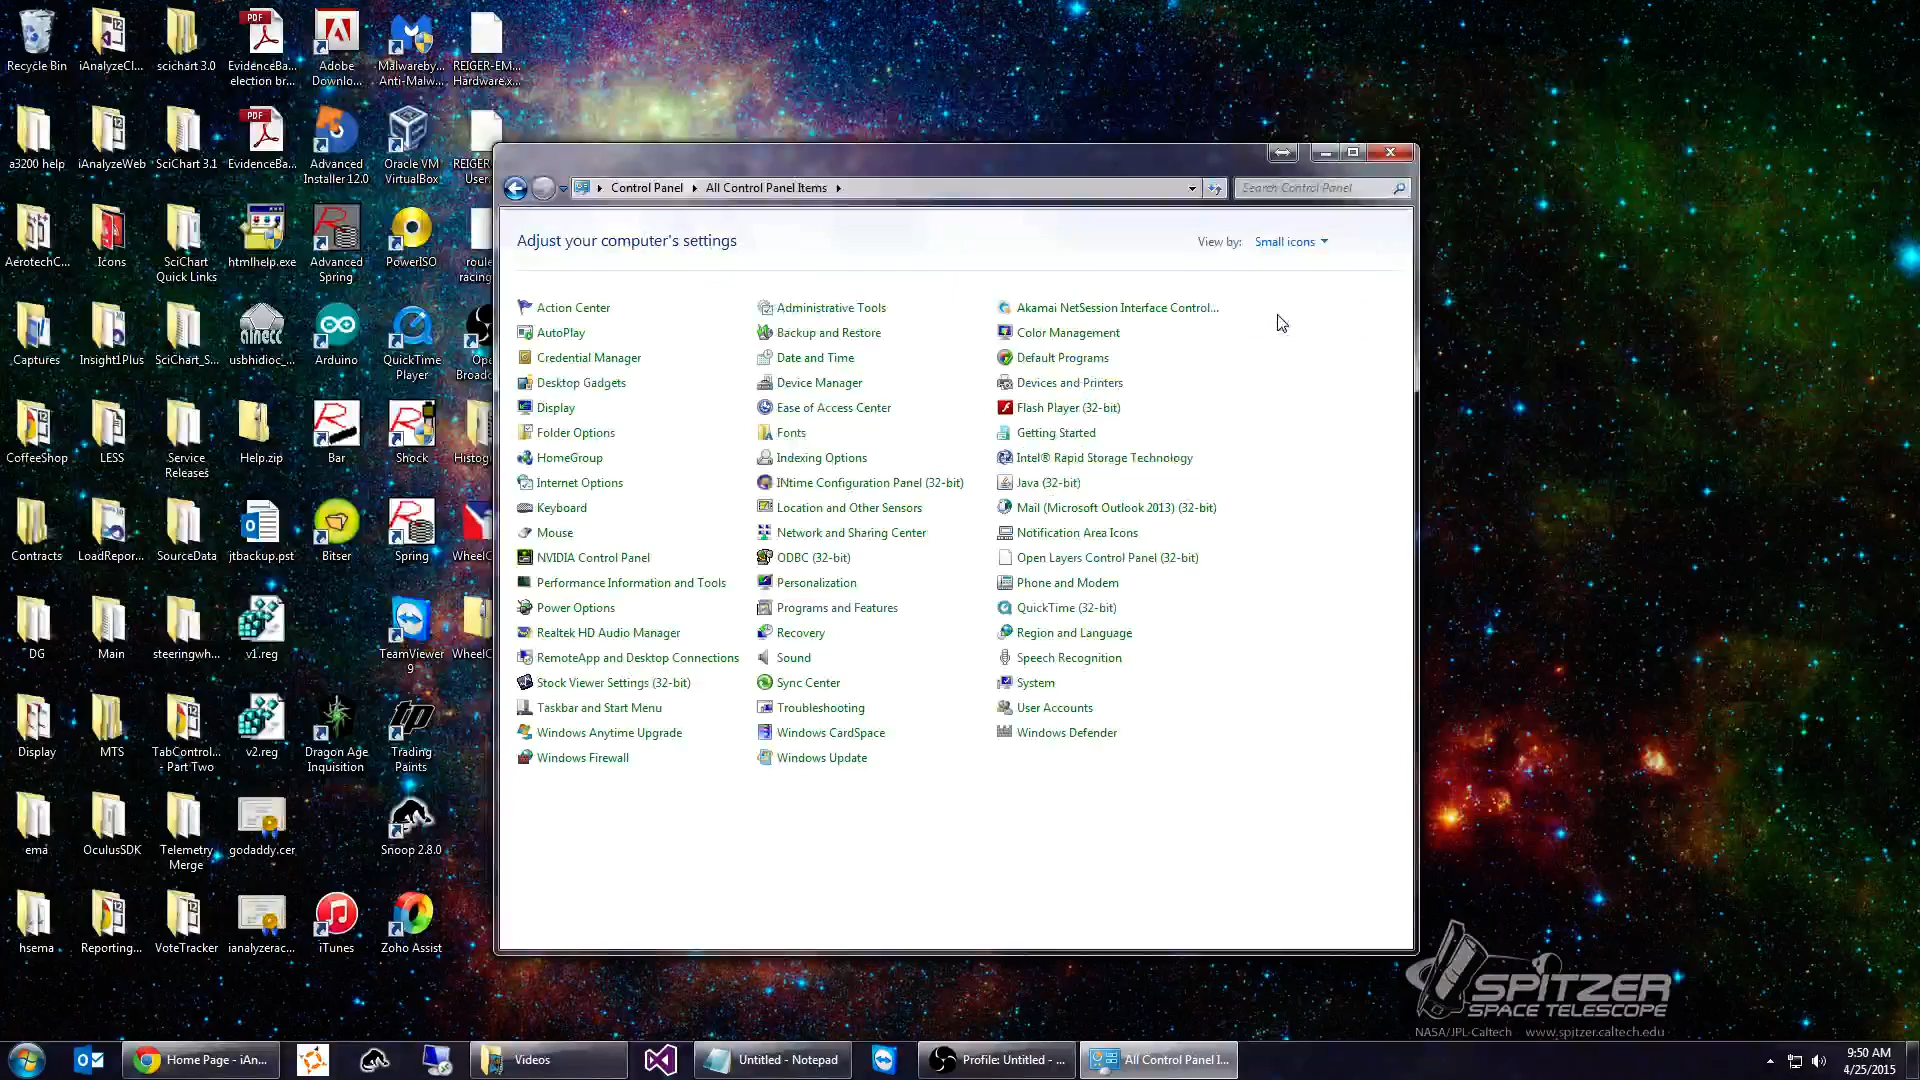 Recycle Bin
iAnalyzeCl...
scichart 3.0
EvidenceBa...
election br...
Adobe
Downlo...
Malwareby...
Anti-Malw...
REIGER-EM...
Hardware.x...
a3200 help
iAnalyzeWeb
SciChart 3.1
EvidenceBa...
Advanced
Installer 12.0
Oracle VM
VirtualBox
REIGER
User.
AerotechC...
Icons
SciChart
Quick Links
htmlhelp.exe
Advanced
Spring
PowerISO
roule
racing
Captures
Insight1Plus
SciChart_S...
usbhidioc_...
Arduino
QuickTime
Player
Ope
Broadc
CoffeeShop
LESS
Service
Releases
Help.zip
Bar
Shock
Histog
Contracts
LoadRepor...
SourceData
jtbackup.pst
Bitser
Spring
WheelC
DG
Main
steeringwh...
v1.reg
TeamViewer
9
WheelC
Display
MTS
TabControl...
- Part Two
v2.reg
Dragon Age
Inquisition
Trading
Paints
ema
OculusSDK
Telemetry
Merge
godaddy.cer
Snoop 2.8.0
hsema
Reporting...
VoteTracker
ianalyzerac...
iTunes
Zoho Assist
Control Panel
All Control Panel Items
Search Control Panel
Adjust your computer's settings
View by: Small icons
Action Center
Administrative Tools
Akamai NetSession Interface Control...
AutoPlay
Backup and Restore
Color Management
Credential Manager
Date and Time
Default Programs
Desktop Gadgets
Device Manager
Devices and Printers
Display
Ease of Access Center
Flash Player (32-bit)
Folder Options
Fonts
Getting Started
HomeGroup
Indexing Options
Intel® Rapid Storage Technology
Internet Options
INtime Configuration Panel (32-bit)
Java (32-bit)
Keyboard
Location and Other Sensors
Mail (Microsoft Outlook 2013) (32-bit)
Mouse
Network and Sharing Center
Notification Area Icons
NVIDIA Control Panel
ODBC (32-bit)
Open Layers Control Panel (32-bit)
Performance Information and Tools
Personalization
Phone and Modem
Power Options
Programs and Features
QuickTime (32-bit)
Realtek HD Audio Manager
Recovery
Region and Language
RemoteApp and Desktop Connections
Sound
Speech Recognition
Stock Viewer Settings (32-bit)
Sync Center
System
Taskbar and Start Menu
Troubleshooting
User Accounts
Windows Anytime Upgrade
Windows CardSpace
Windows Defender
Windows Firewall
Windows Update
SPITZER
SPACE TELESCOPE
NASA/JPL-Caltech www.spitzer.caltech.edu
Home Page - iAn...
Videos
Untitled - Notepad
Profile: Untitled - ...
All Control Panel I...
9:50 AM
4/25/2015